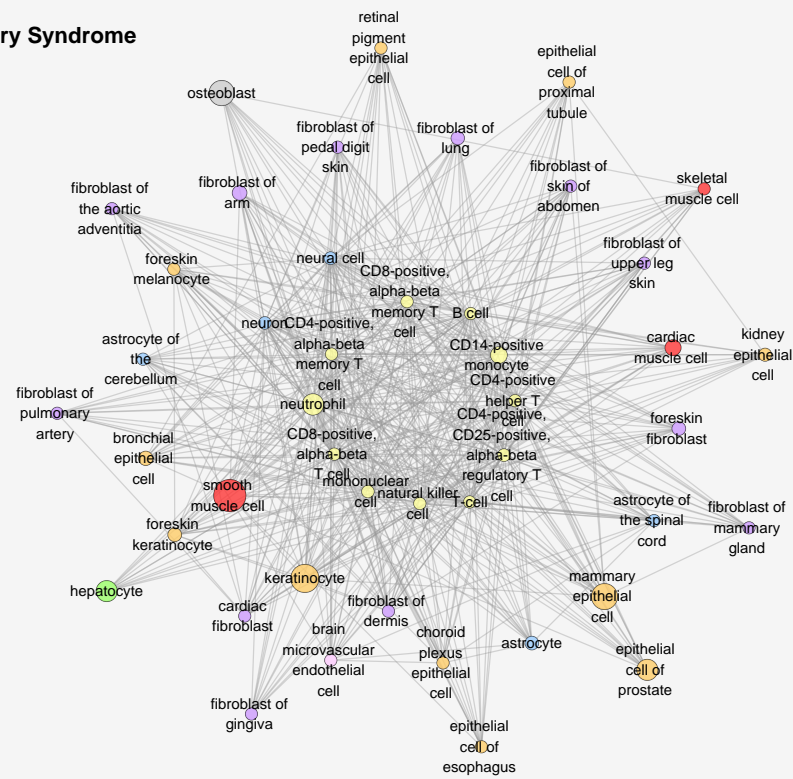 ry Syndrome
retinal
pigment
epithelial
cell
epithelial
cell of
proximal
tubule
osteoblast
fibroblast of
pedal digit
skin
fibroblast of
lung
fibroblast of
skin of
abdomen
skeletal
muscle cell
fibroblast of
arm
fibroblast of
the aortic
adventitia
fibroblast of
upper leg
skin
foreskin
melanocyte
neural cell
CD8-positive,
alpha-beta
memory T
cell
B cell
neuron
CD4-positive,
alpha-beta
memory T
cell
CD14-positive
monocyte
cardiac
muscle cell
kidney
epithelial
cell
astrocyte of
the
cerebellum
CD4-positive
helper T
cell
fibroblast of
pulmonary
artery
neutrophil
CD4-positive,
CD25-positive,
alpha-beta
regulatory T
cell
foreskin
fibroblast
bronchial
epithelial
cell
CD8-positive,
alpha-beta
T cell
mononuclear
cell
natural killer
cell
T-cell
smooth
muscle cell
astrocyte of
the spinal
cord
fibroblast of
mammary
gland
foreskin
keratinocyte
hepatocyte
keratinocyte
mammary
epithelial
cell
cardiac
fibroblast
fibroblast of
dermis
brain
microvascular
endothelial
cell
choroid
plexus
epithelial
cell
astrocyte
epithelial
cell of
prostate
fibroblast of
gingiva
epithelial
cell of
esophagus